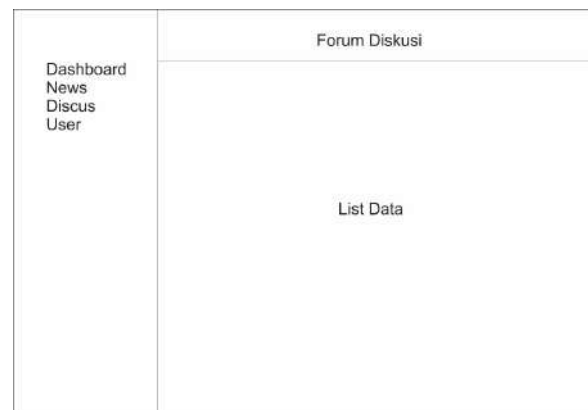 Forum Diskusi
Dashboard
News
Discus
User
List Data